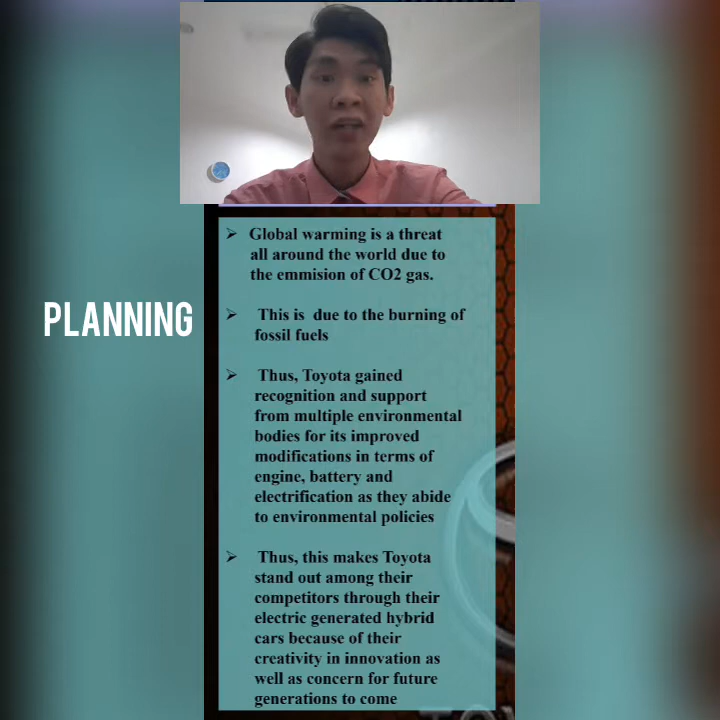 PLANNING
➢ Global warming is a threat
all around the world due to
the emmision of CO2 gas.
➢ This is due to the burning of
fossil fuels
➢ Thus, Toyota gained
recognition and support
from multiple environmental
bodies for its improved
modifications in terms of
engine, battery and
electrification as they abide
to environmental policies
➢ Thus, this makes Toyota
stand out among their
competitors through their
electric generated hybrid
cars because of their
creativity in innovation as
well as concern for future
generations to come